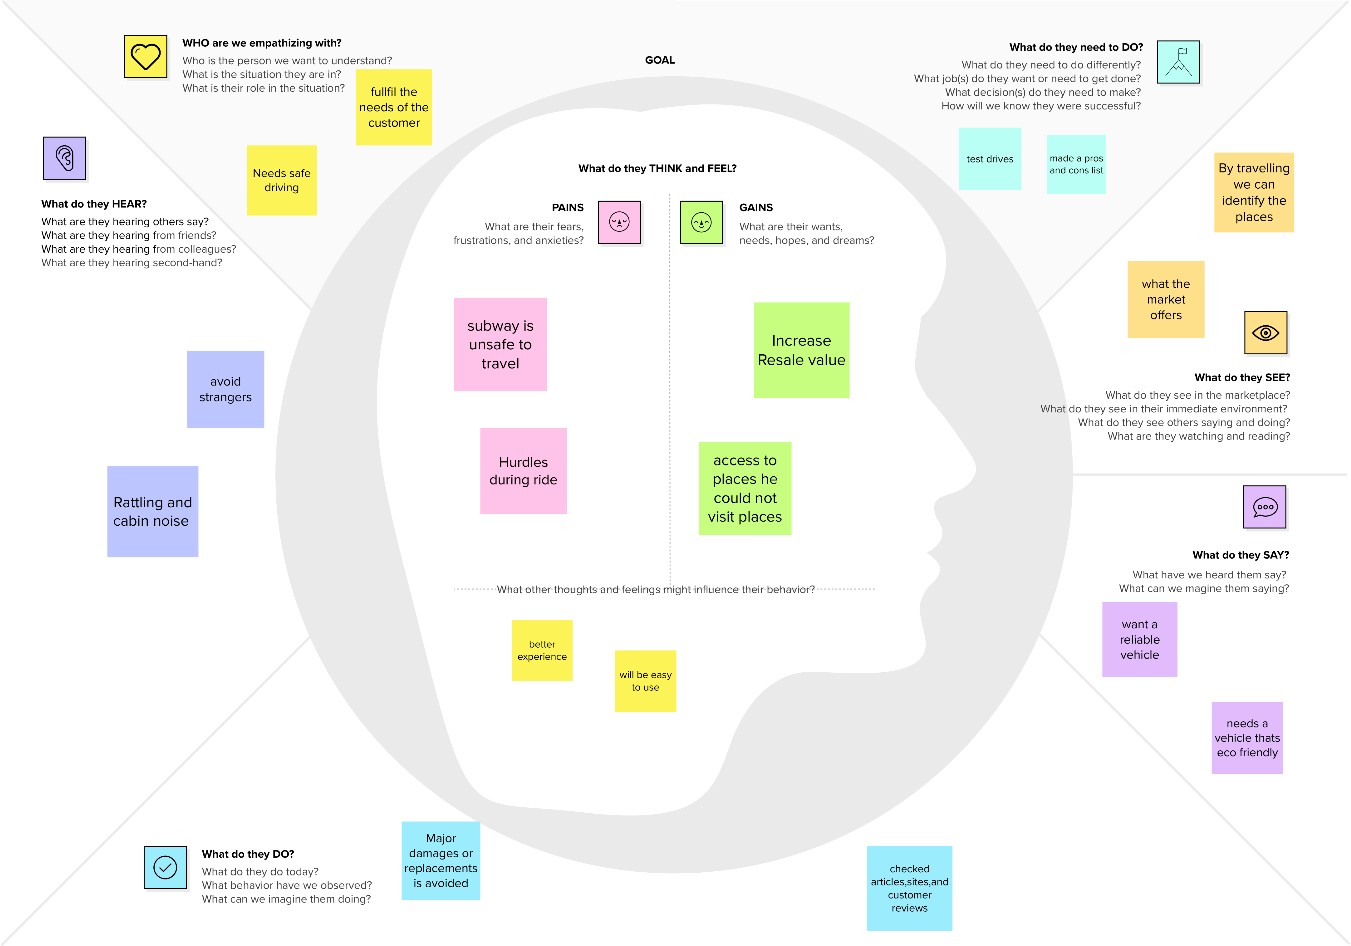 WHO are we empathizing with?
Who is the person we want to understand?
What is the situation they are in?
What is their role in the situation?
fullfil the
needs of the
customer
Needs safe
driving
GOAL
What do they need to DO?
What do they need to do differently?
What job(s) do they want or need to get done?
What decision(s) do they need to make?
How will we know they were successful?
test drives
made a pros
and cons list
What do they HEAR?
What are they hearing others say?
What are they hearing from friends?
What are they hearing from colleagues?
What are they hearing second-hand?
avoid
strangers
Rattling and
cabin noise
What do they THINK and FEEL?
PAINS
What are their fears,
frustrations, and anxieties?
subway is
unsafe to
travel
Hurdles
during ride
GAINS
What are their wants,
needs, hopes, and dreams?
Increase
Resale value
access to
places he
could not
visit places
What other thoughts and feelings might influence their behavior?
better
experience
will be easy
to use
By travelling
we can
identify the
places
what the
market
offers
What do they SEE?
What do they see in the marketplace?
What do they see in their immediate environment?
What do they see others saying and doing?
What are they watching and reading?
What do they SAY?
What have we heard them say?
What can we magine them saying?
want a
reliable
vehicle
needs a
vehicle thats
eco friendly
What do they DO?
What do they do today?
What behavior have we observed?
What can we imagine them doing?
Major
damages or
replacements
is avoided
checked
articles,sites,and
customer
reviews